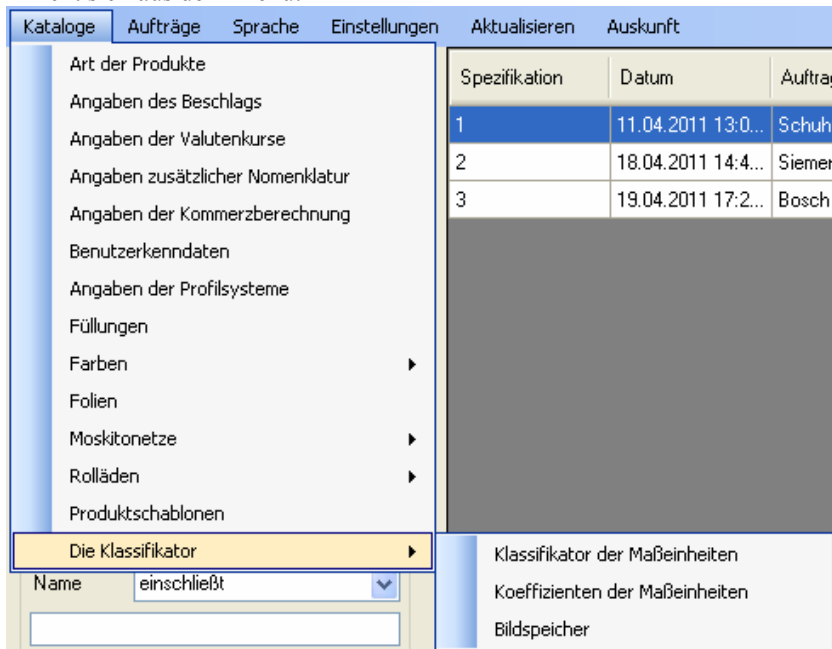 Kataloge Aufträge Sprache Einstellungen Aktualisieren Auskunft
Art der Produkte
Angaben des Beschlags
Angaben der Valutenkurse
Angaben zusätzlicher Nomenklatur
Angaben der Kommerzberechnung
Benutzerkenndaten
Angaben der Profilsysteme
Füllungen
Farben
Folien
Moskitonetze
Rolläden
Produktschablonen
Die Klassifikator
Klassifikator der Maßeinheiten
Koeffizienten der Maßeinheiten
Bildspeicher
Spezifikation Datum Auftrag
1 11.04.2011 13:0... Schuh
2 18.04.2011 14:4... Siemen
3 19.04.2011 17:2... Bosch
Name einschließt